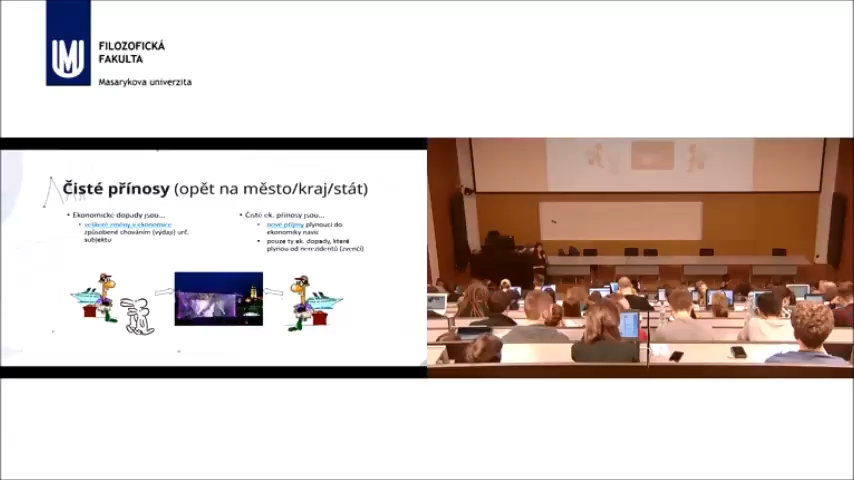 FILOZOFICKÁ
FAKULTA
Masarykova univerzita
Čisté přínosy (opět na město/kraj/stát)
• Ekonomické dopady jsou...
• veškeré změny v ekonomice
způsobené chováním (výdaji) urč.
subjektu
• Čisté ek. přínosy jsou...
• nové příjmy plynoucí do
ekonomiky navíc
• pouze ty ek. dopady, které
plynou od nerezidentů (zvenčí)